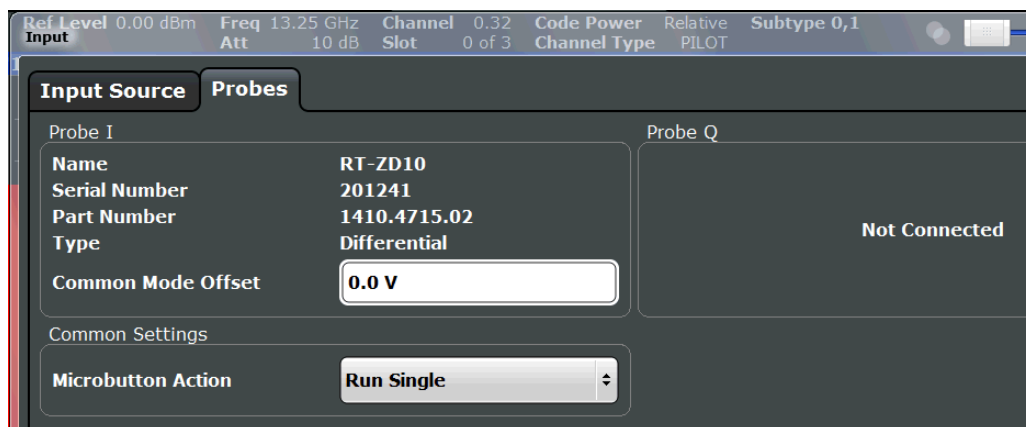 Ref Level 0.00 dBm Freq 13.25 GHz Channel 0.32 Code Power Relative Subtype 0,1
Input Att 10 dB Slot 0 of 3 Channel Type PILOT
Input Source Probes
Probe I Probe Q
Name RT-ZD10
Serial Number 201241
Part Number 1410.4715.02
Type Differential
Not Connected
Common Mode Offset 0.0 V
Common Settings
Microbutton Action Run Single